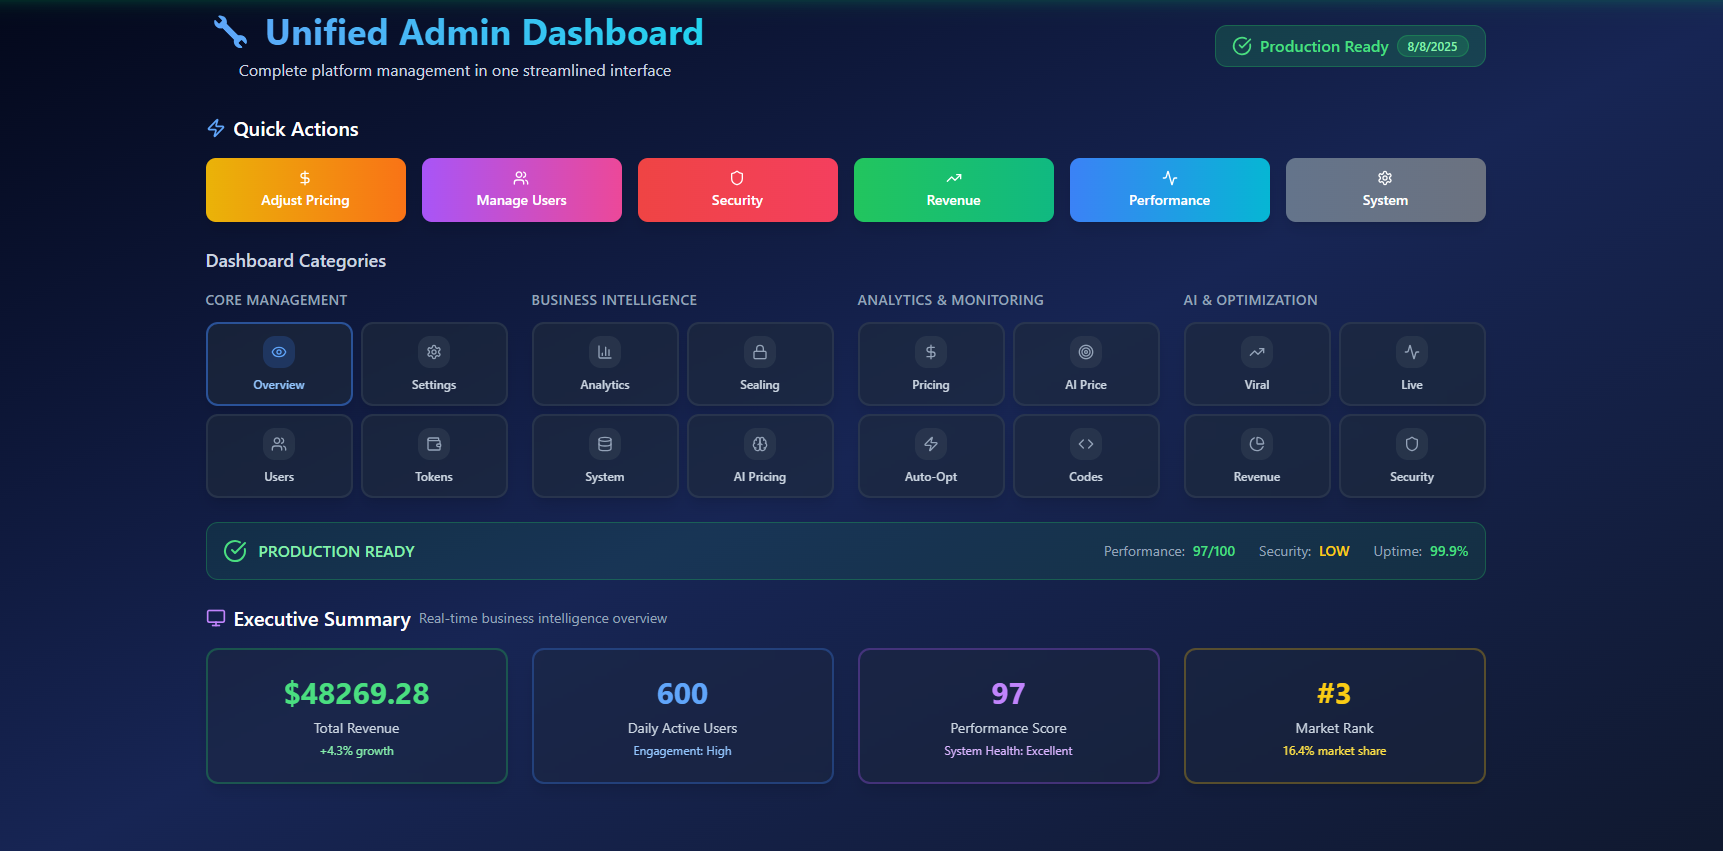 Unified Admin Dashboard
Complete platform management in one streamlined interface
Production Ready 8/8/2025
Quick Actions
Adjust Pricing
Manage Users
Security
Revenue
Performance
System
Dashboard Categories
CORE MANAGEMENT
Overview
Settings
Users
Tokens
BUSINESS INTELLIGENCE
Analytics
Sealing
System
AI Pricing
ANALYTICS & MONITORING
Pricing
AI Price
Auto-Opt
Codes
AI & OPTIMIZATION
Viral
Live
Revenue
Security
PRODUCTION READY
Performance: 97/100
Security: LOW
Uptime: 99.9%
Executive Summary Real-time business intelligence overview
$48269.28
Total Revenue
+4.3% growth
600
Daily Active Users
Engagement: High
97
Performance Score
System Health: Excellent
#3
Market Rank
16.4% market share